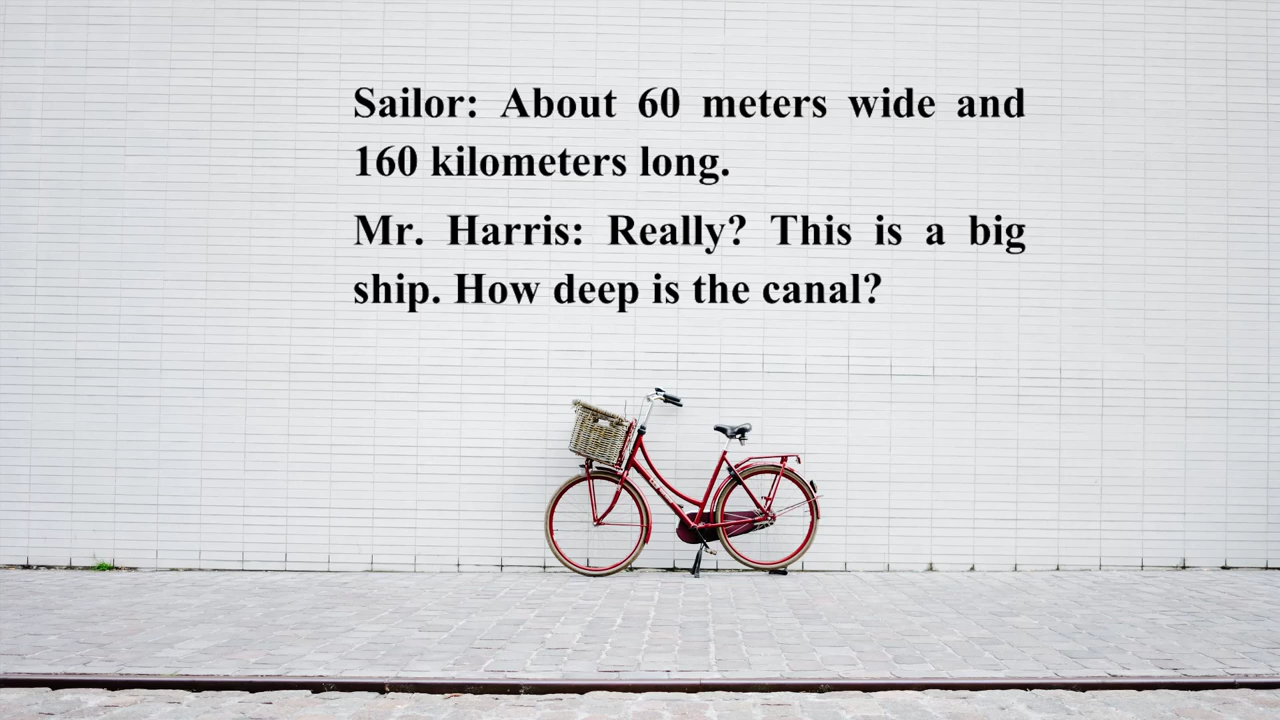 Sailor: About 60 meters wide and
160 kilometers long.
Mr. Harris: Really? This is a big
ship. How deep is the canal?